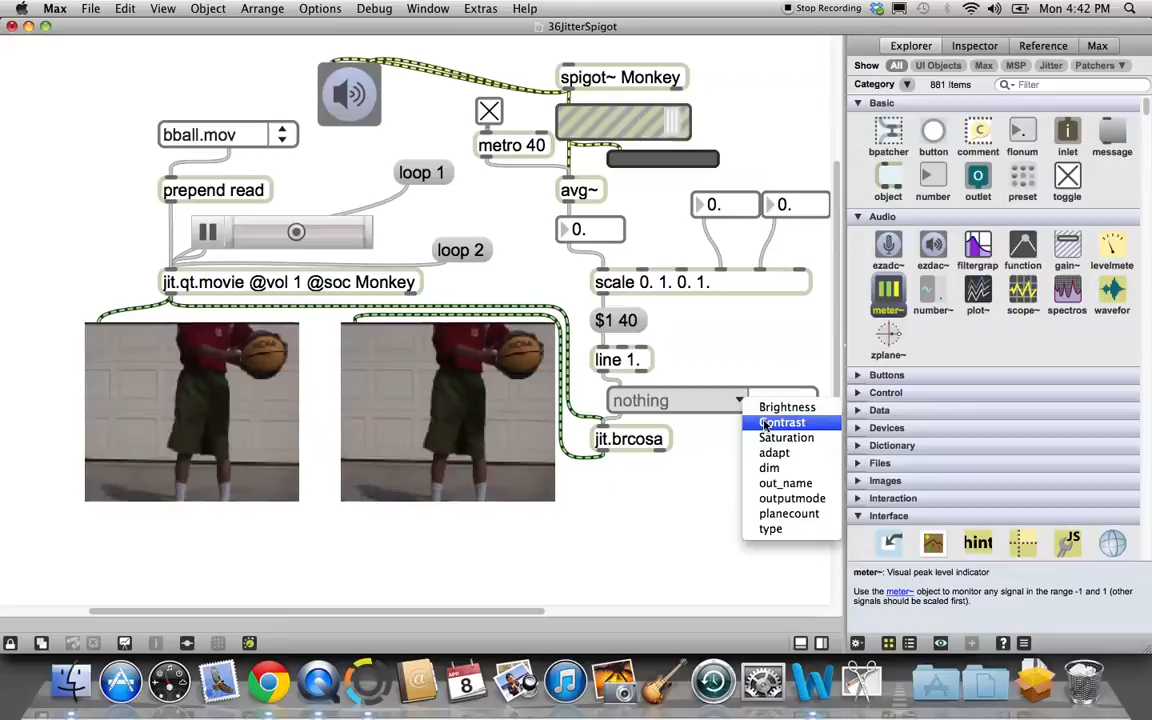 Max File Edit View Object Arrange Options Debug Window Extras Help
Stop Recording Mon 4:42 PM
36JitterSpigot
Explorer Inspector Reference Max
Show All UI Objects Max MSP Jitter Patchers ▼
Category 881 items Filter
Basic
bpatcher button comment flonum inlet message
object number outlet preset toggle
Audio
ezadc~ ezdac~ filtergrap function gain~ levelmete
meter~ number~ plot~ scope~ spectros wavefor
zplane~
Buttons
Control
Data
Devices
Dictionary
Files
Images
Interaction
Interface
hint JS
meter~: Visual peak level indicator
Use the meter~ object to monitor any signal in the range -1 and 1 (other
signals should be scaled first).
spigot~ Monkey
bball.mov
metro 40
loop 1
prepend read
avg~
0. 0.
0.
loop 2
jit.qt.movie @vol 1 @soc Monkey
scale 0. 1. 0. 1.
$1 40
line 1.
nothing
jit.brcosa
Brightness
Contrast
Saturation
adapt
dim
out_name
outputmode
planecount
type
APR
8